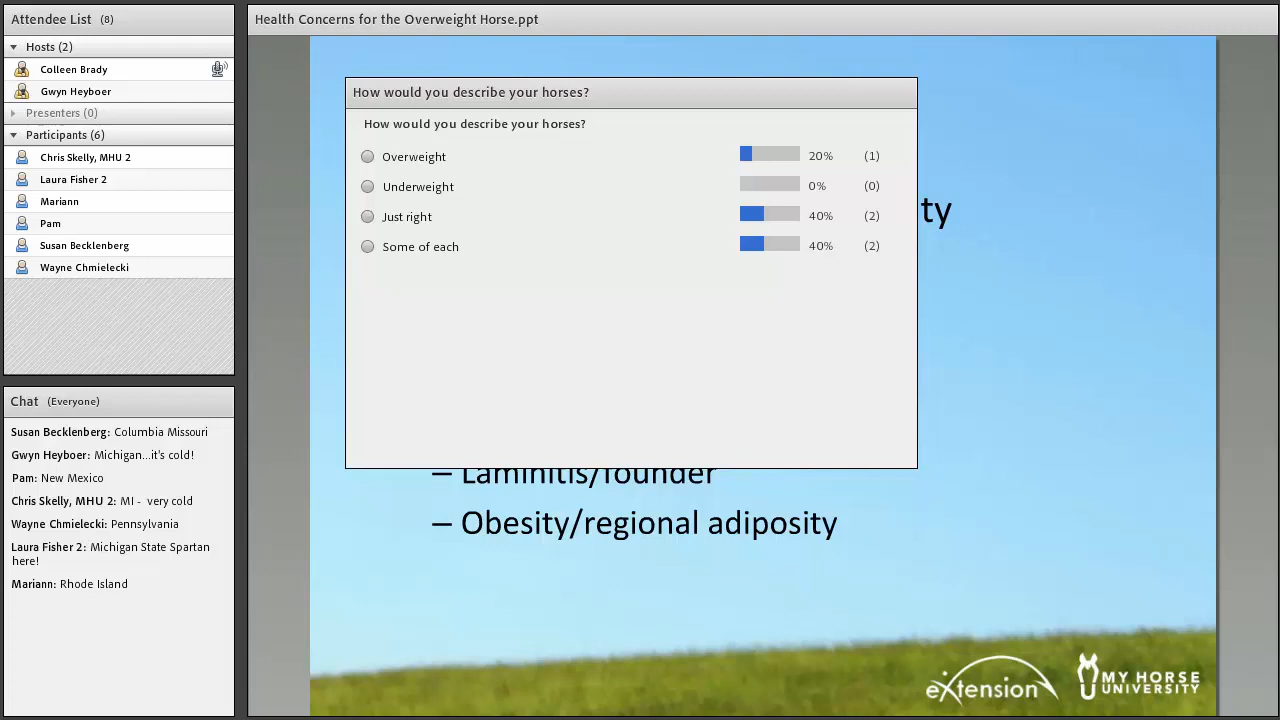 Attendee List (8)
Hosts (2)
Colleen Brady
Gwyn Heyboer
Presenters (0)
Participants (6)
Chris Skelly, MHU 2
Laura Fisher 2
Mariann
Pam
Susan Becklenberg
Wayne Chmielecki
Chat (Everyone)
Susan Becklenberg: Columbia Missouri
Gwyn Heyboer: Michigan...it's cold!
Pam: New Mexico
Chris Skelly, MHU 2: MI - very cold
Wayne Chmielecki: Pennsylvania
Laura Fisher 2: Michigan State Spartan
here!
Mariann: Rhode Island
Health Concerns for the Overweight Horse.ppt
How would you describe your horses?
How would you describe your horses?
Overweight 20% (1)
Underweight 0% (0)
Just right 40% (2)
Some of each 40% (2)
ty
– Laminitis/founder
– Obesity/regional adiposity
eXtension
MY HORSE
UNIVERSITY